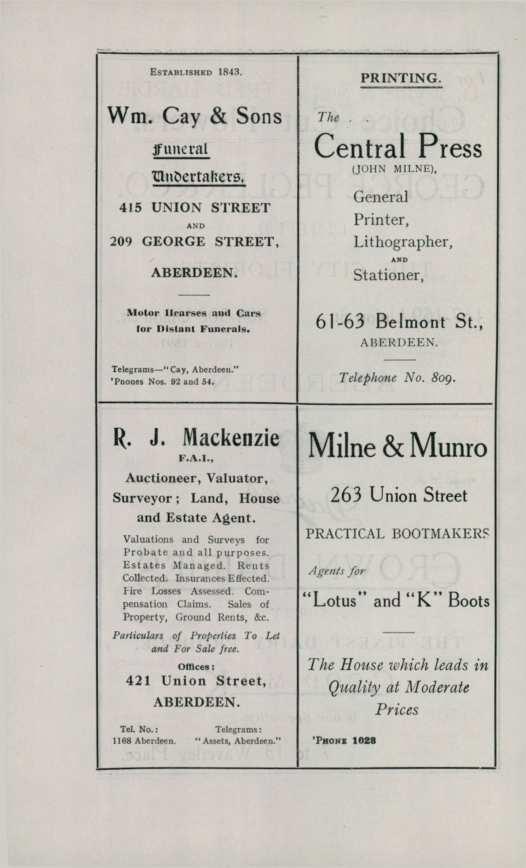 ESTABLISHED 1843.
Wm. Cay & Sons
Funeral
Undertakers,
415 UNION STREET
AND
209 GEORGE STREET,
ABERDEEN.
Motor Hearses and Cars
for Distant Funerals.
Telegrams—"Cay, Aberdeen."
'Phones Nos. 92 and 54.
PRINTING.
The . .
Central Press
(JOHN MILNE),
General
Printer,
Lithographer,
AND
Stationer,
61-63 Belmont St.,
ABERDEEN.
Telephone No. 809.
R. J. Mackenzie
F.A.I.,
Auctioneer, Valuator,
Surveyor; Land, House
and Estate Agent.
Valuations and Surveys for
Probate and all purposes.
Estates Managed. Rents
Collected. Insurances Effected.
Fire Losses Assessed. Com-
pensation Claims. Sales of
Property, Ground Rents, &c.
Particulars of Properties To Let
and For Sale free.
Offices:
421 Union Street,
ABERDEEN.
Tel. No.: Telegrams:
1168 Aberdeen. "Assets, Aberdeen."
Milne & Munro
263 Union Street
PRACTICAL BOOTMAKERS
Agents for
"Lotus" and "K" Boots
The House which leads in
Quality at Moderate
Prices
'PHONE 1028